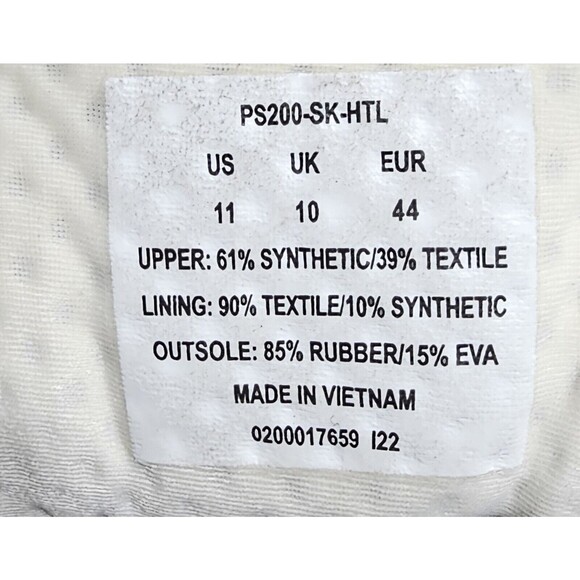 PS200-SK-HTL
US UK EUR
11 10 44
UPPER: 61% SYNTHETIC/39% TEXTILE
LINING: 90% TEXTILE/10% SYNTHETIC
OUTSOLE: 85% RUBBER/15% EVA
MADE IN VIETNAM
0200017659 I22